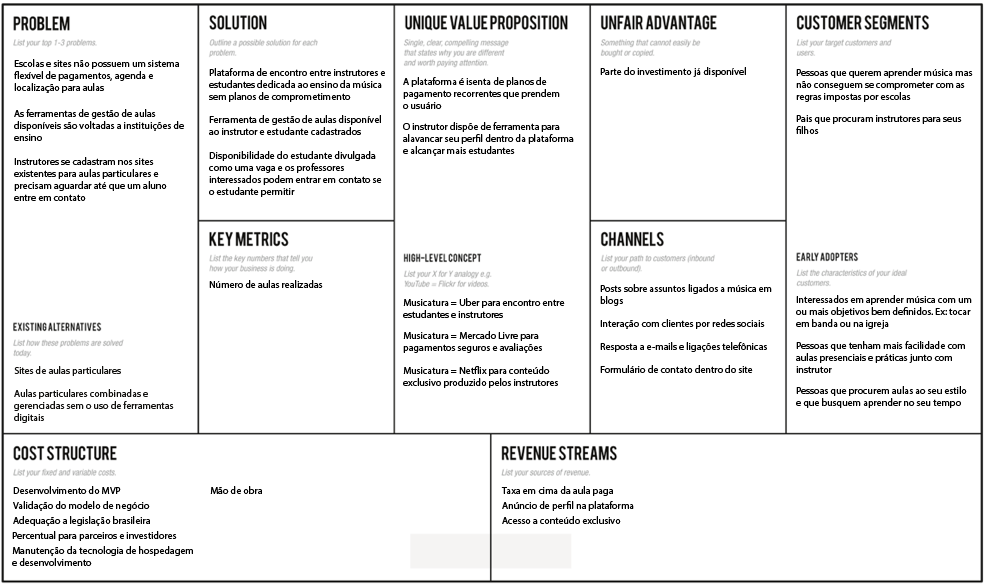 PROBLEM
List your top 1-3 problems.
Escolas e sites não possuem um sistema
flexível de pagamentos, agenda e
localização para aulas
As ferramentas de gestão de aulas
disponíveis são voltadas a instituições de
ensino
Instrutores se cadastram nos sites
existentes para aulas particulares e
precisam aguardar até que um aluno
entre em contato
EXISTING ALTERNATIVES
List how these problems are solved
today.
Sites de aulas particulares
Aulas particulares combinadas e
gerenciadas sem o uso de ferramentas
digitais
SOLUTION
Outline a possible solution for each
problem.
Plataforma de encontro entre instrutores e
estudantes dedicada ao ensino da música
sem planos de comprometimento
Ferramenta de gestão de aulas disponível
ao instrutor e estudante cadastrados
Disponibilidade do estudante divulgada
como uma vaga e os professores
interessados podem entrar em contato se
o estudante permitir
KEY METRICS
List the key numbers that tell you
how your business is doing.
Número de aulas realizadas
UNIQUE VALUE PROPOSITION
Single, clear, compelling message
that states why you are different
and worth paying attention.
A plataforma é isenta de planos de
pagamento recorrentes que prendem
o usuário
O instrutor dispõe de ferramenta para
alavancar seu perfil dentro da plataforma
e alcançar mais estudantes
HIGH-LEVEL CONCEPT
List your X for Y analogy e.g.
YouTube = Flickr for videos.
Musicatura = Uber para encontro entre
estudantes e instrutores
Musicatura = Mercado Livre para
pagamentos seguros e avaliações
Musicatura = Netflix para conteúdo
exclusivo produzido pelos instrutores
UNFAIR ADVANTAGE
Something that cannot easily be
bought or copied.
Parte do investimento já disponível
CHANNELS
List your path to customers (inbound
or outbound)
Posts sobre assuntos ligados a música em
blogs
Interação com clientes por redes sociais
Resposta a e-mails e ligações telefônicas
Formulário de contato dentro do site
CUSTOMER SEGMENTS
List your target customers and
users.
Pessoas que querem aprender música mas
não conseguem se comprometer com as
regras impostas por escolas
Pais que procuram instrutores para seus
filhos
EARLY ADOPTERS
List the characteristics of your ideal
customers.
Interessados em aprender música com um
ou mais objetivos bem definidos. Ex: tocar
em banda ou na igreja
Pessoas que tenham mais facilidade com
aulas presenciais e práticas junto com
instrutor
Pessoas que procurem aulas ao seu estilo
e que busquem aprender no seu tempo
COST STRUCTURE
List your fixed and variable costs.
Desenvolvimento do MVP
Validação do modelo de negócio
Adequação a legislação brasileira
Percentual para parceiros e investidores
Manutenção da tecnologia de hospedagem
e desenvolvimento
Mão de obra
REVENUE STREAMS
List your sources of revenue.
Taxa em cima da aula paga
Anúncio de perfil na plataforma
Acesso a conteúdo exclusivo